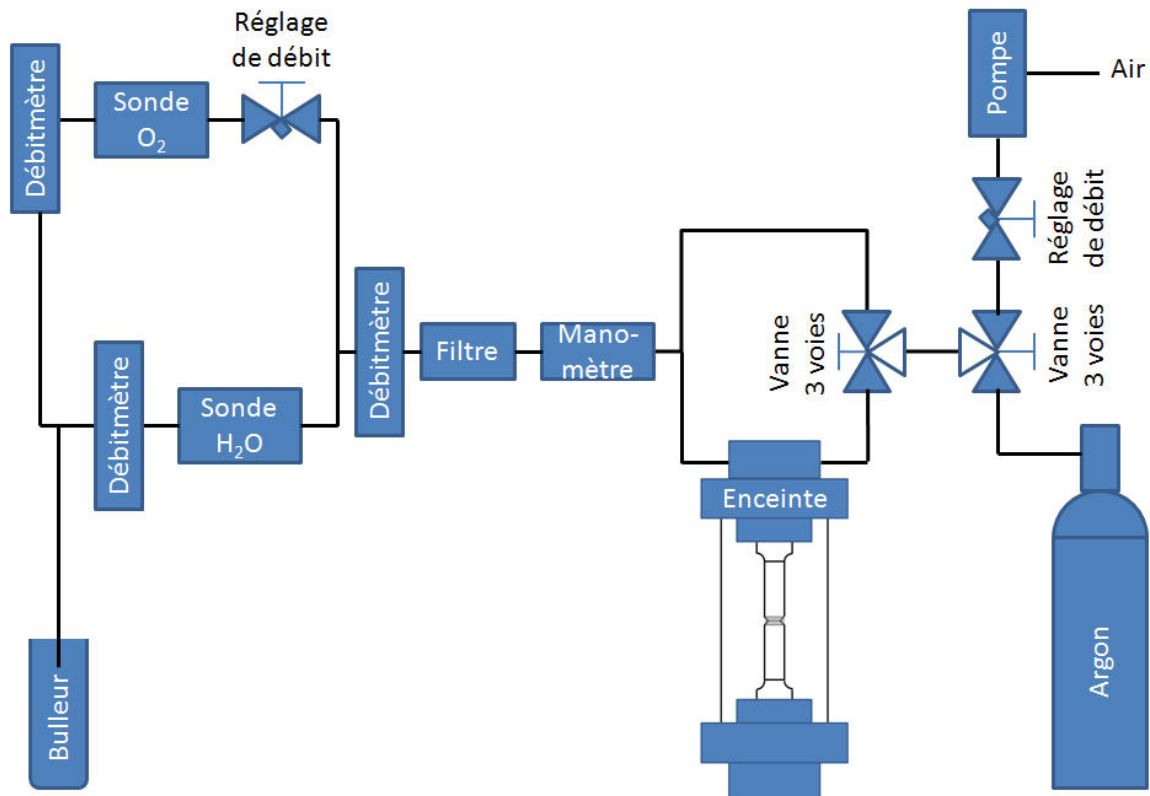 Réglage
de débit
Débitmètre
Sonde
O₂
Pompe
Air
Réglage
de débit
Débitmètre
Filtre
Mano-
mètre
Vanne
3 voies
Vanne
3 voies
Débitmètre
Sonde
H₂O
Enceinte
Bulleur
Argon